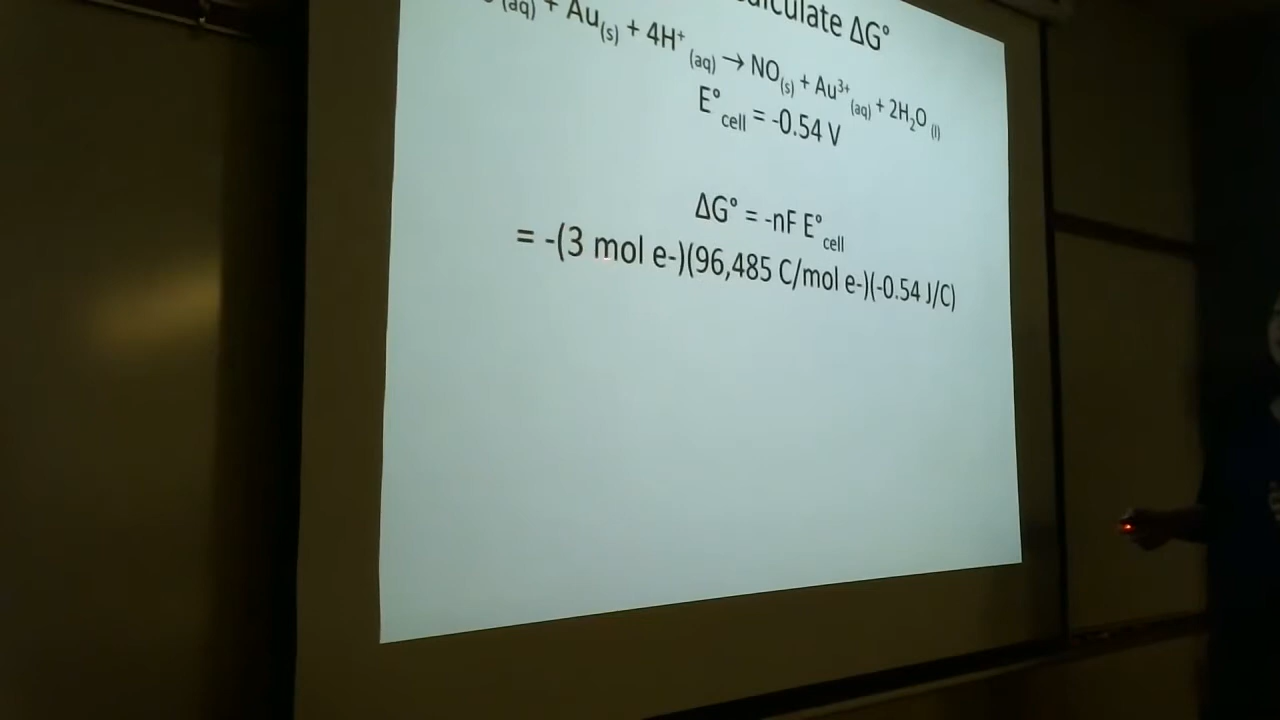 ΔG°
(aq) + Au(s) + 4H⁺ (aq) → NO(s) + Au³⁺ (aq) + 2H₂O (l)
E°cell = -0.54 V
ΔG° = -nF E°cell
= -(3 mol e-)(96,485 C/mol e-)(-0.54 J/C)